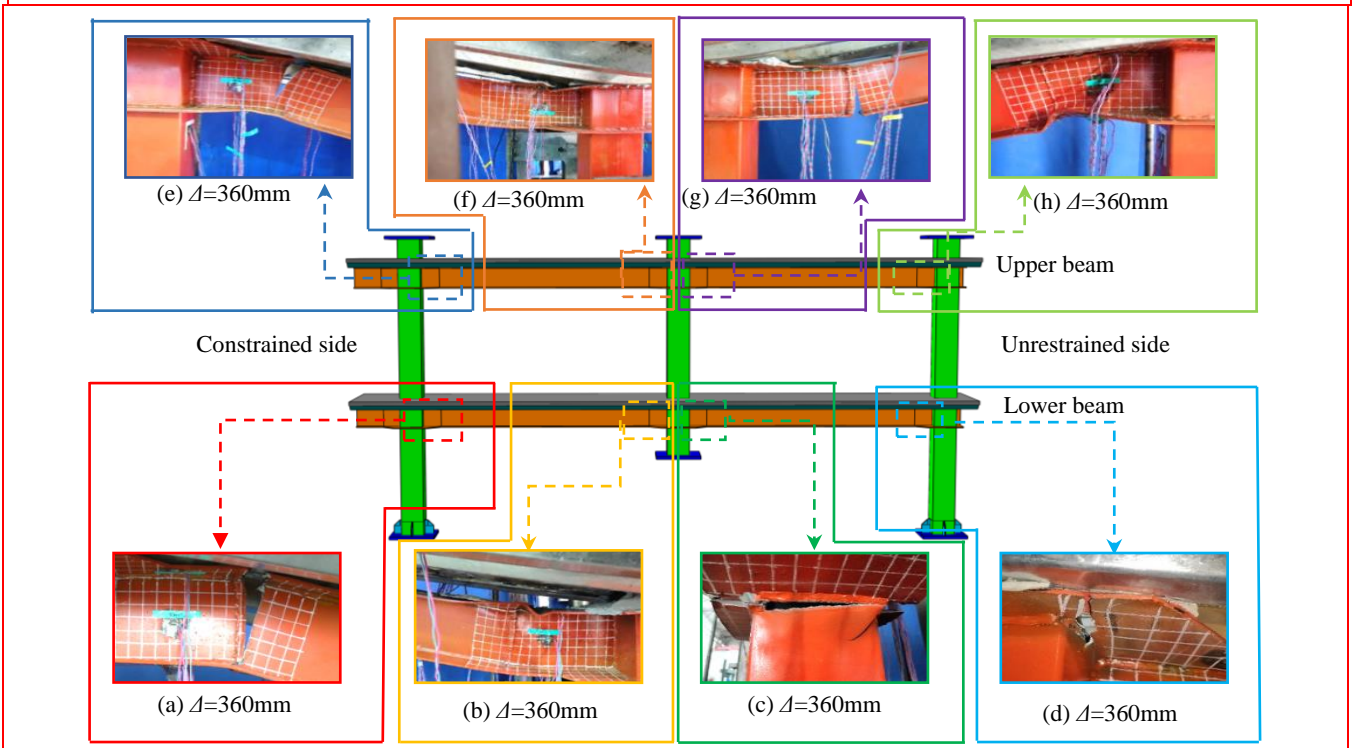 (e) Δ=360mm
(f) Δ=360mm
(g) Δ=360mm
(h) Δ=360mm
Upper beam
Constrained side
Unrestrained side
Lower beam
(a) Δ=360mm
(b) Δ=360mm
(c) Δ=360mm
(d) Δ=360mm